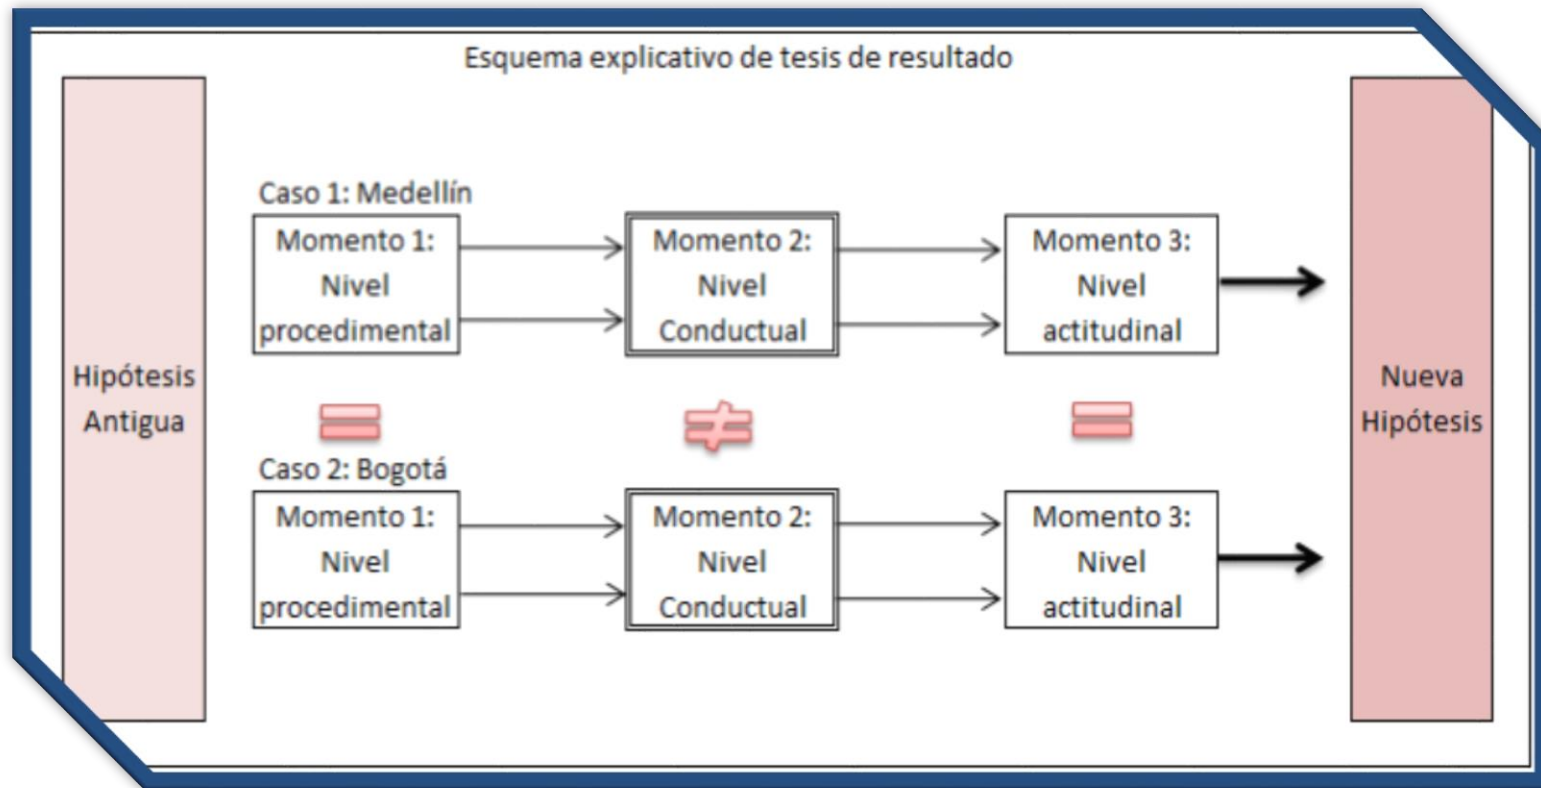 Esquema explicativo de tesis de resultado
Hipótesis
Antigua
Caso 1: Medellín
Momento 1:
Nivel
procedimental
Momento 2:
Nivel
Conductual
Momento 3:
Nivel
actitudinal
=
≠
=
Caso 2: Bogotá
Momento 1:
Nivel
procedimental
Momento 2:
Nivel
Conductual
Momento 3:
Nivel
actitudinal
Nueva
Hipótesis